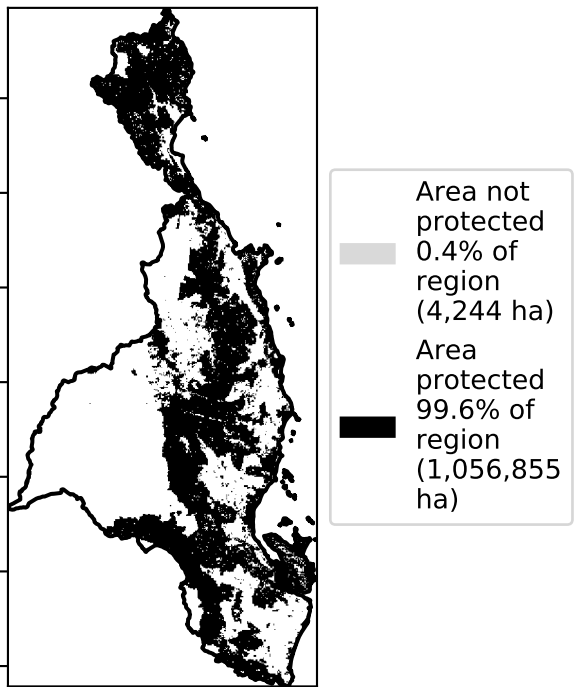 Area not
protected
0.4% of
region
(4,244 ha)
Area
protected
99.6% of
region
(1,056,855
ha)